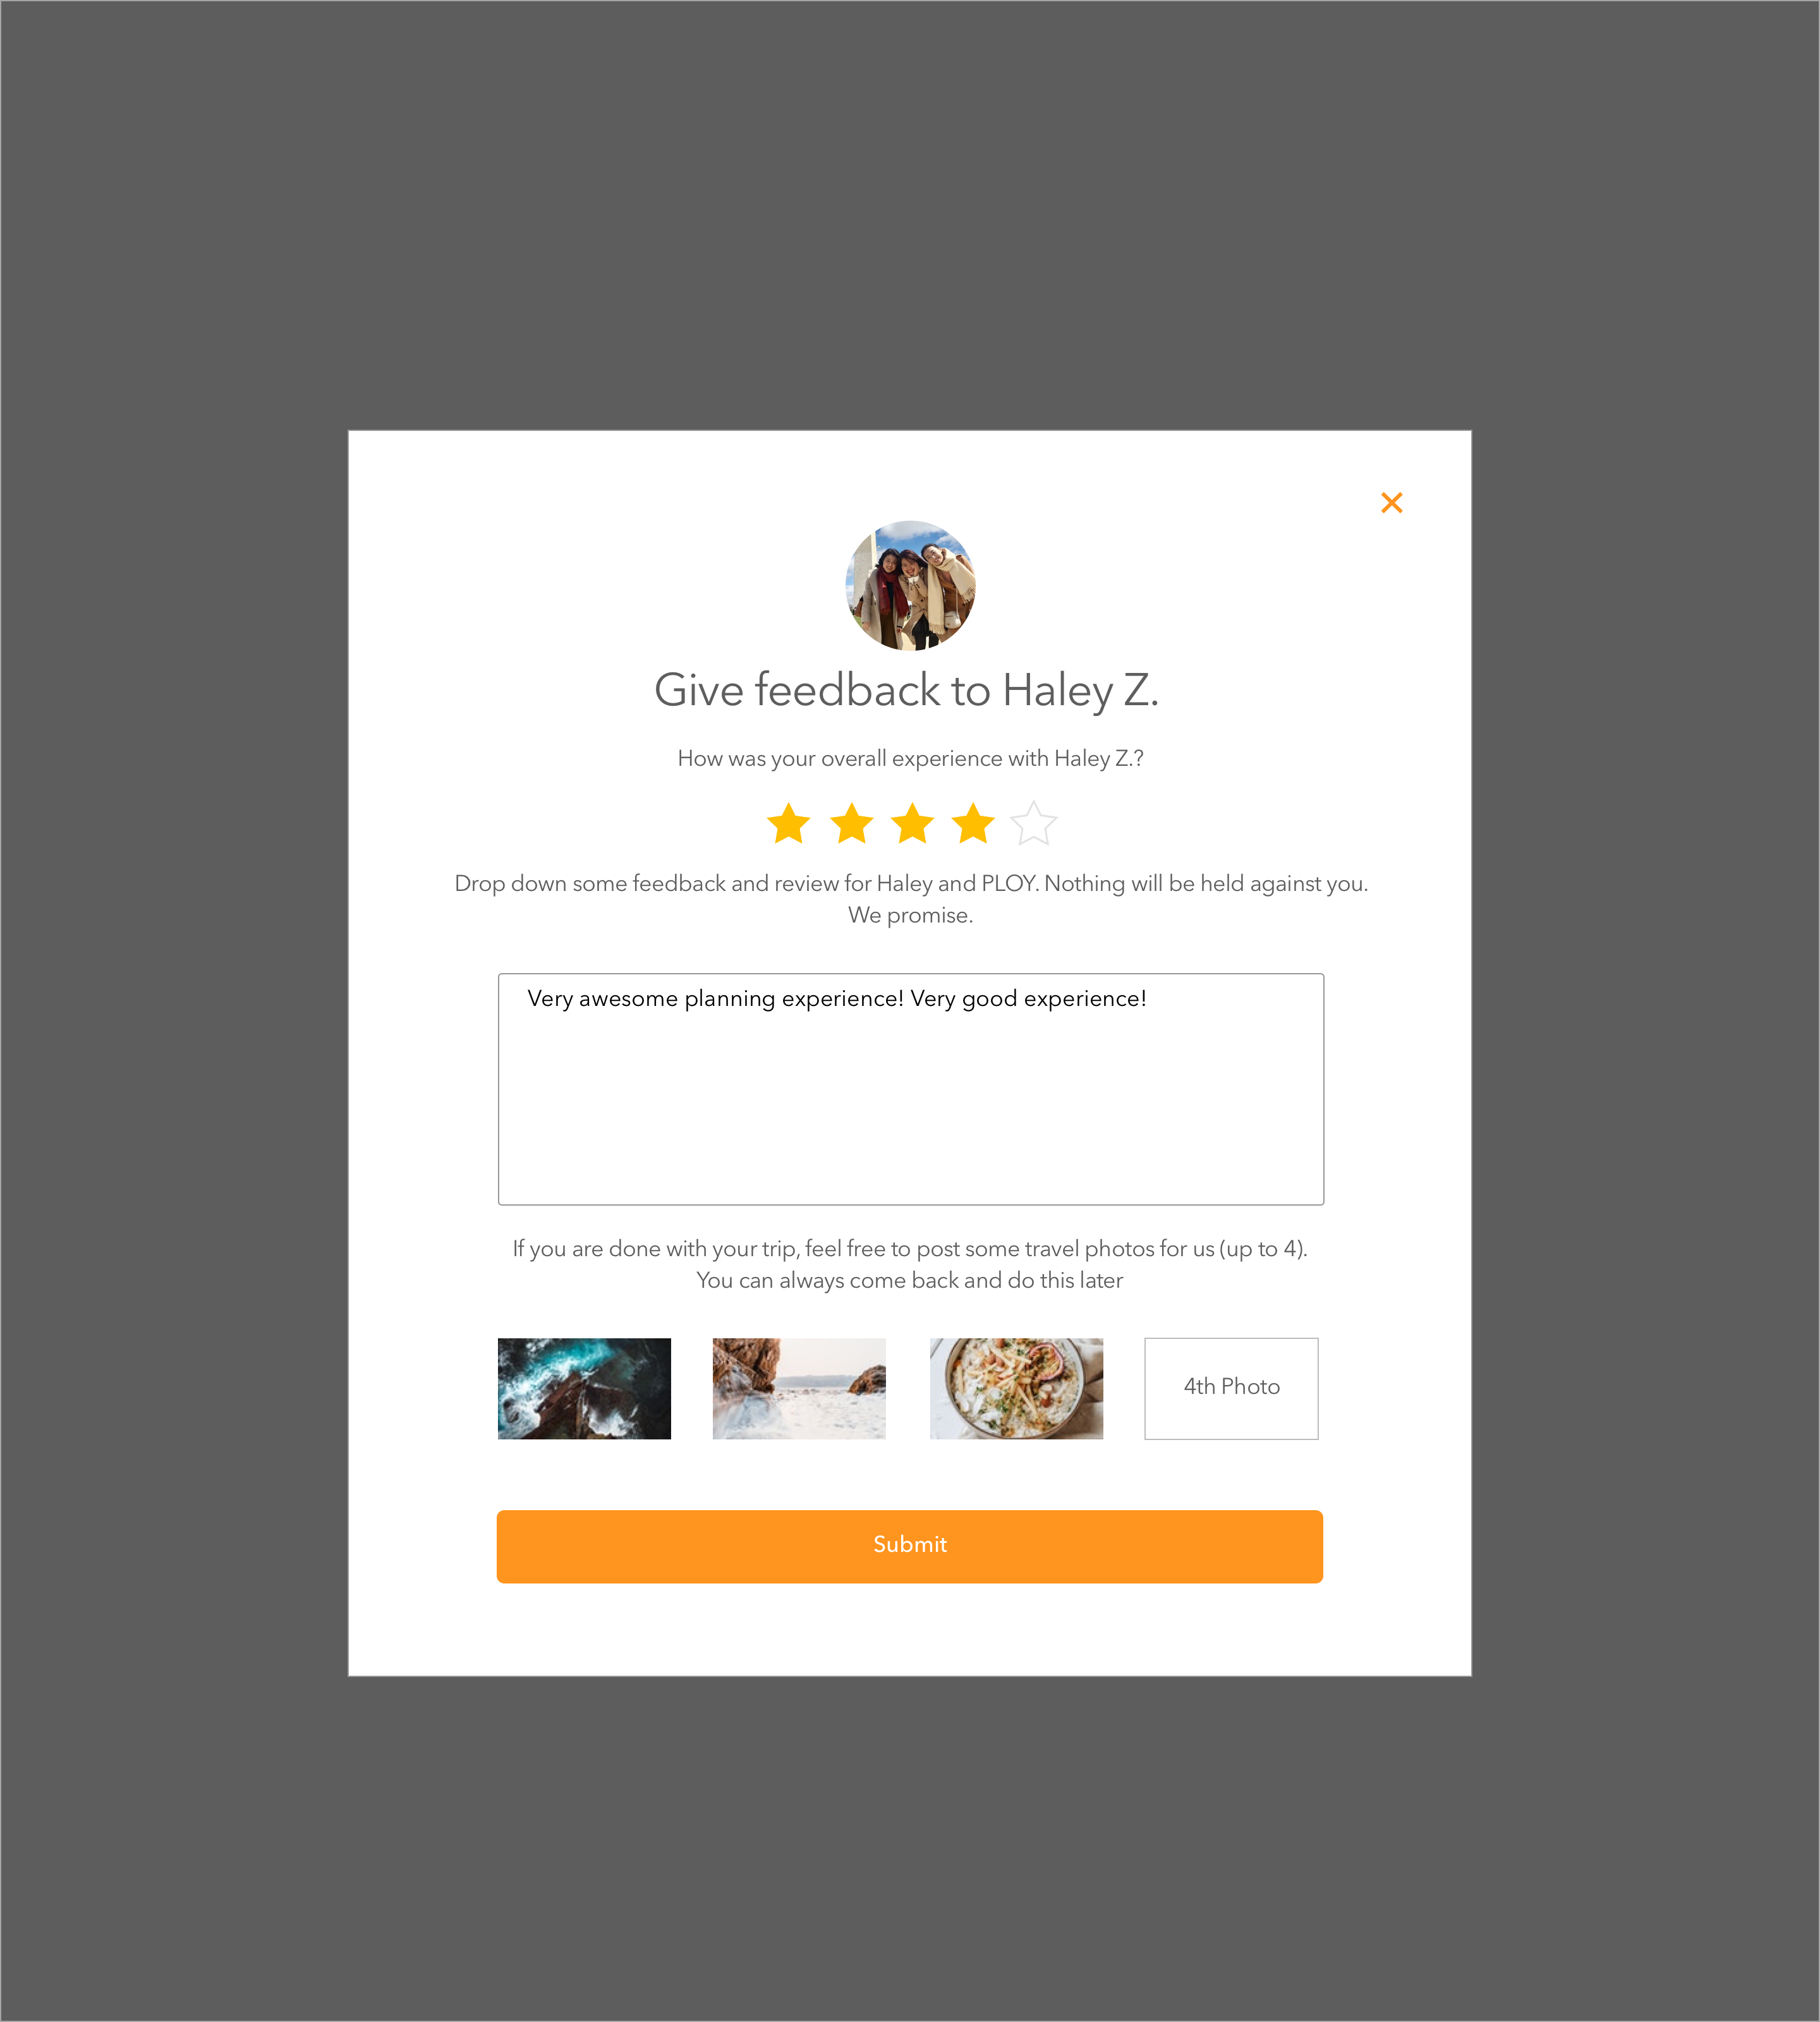 Give feedback to Haley Z.
How was your overall experience with Haley Z.?
Drop down some feedback and review for Haley and PLOY. Nothing will be held against you.
We promise.
Very awesome planning experience! Very good experience!
If you are done with your trip, feel free to post some travel photos for us (up to 4).
You can always come back and do this later
4th Photo
Submit